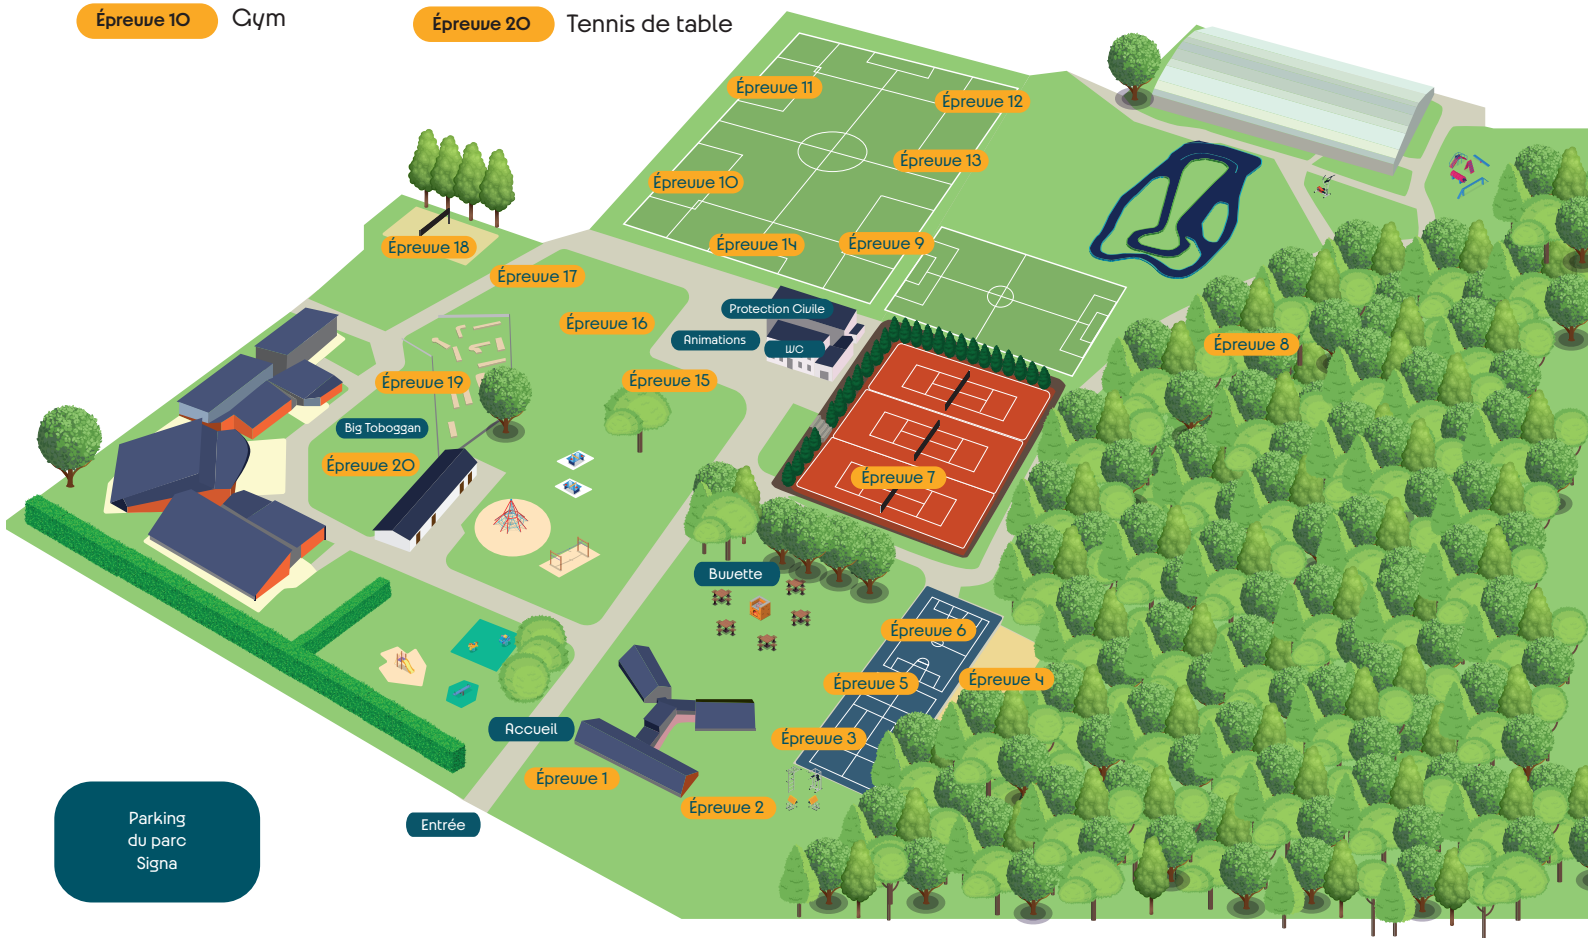 Épreuve 10 Gym
Épreuve 20 Tennis de table
Épreuve 11
Épreuve 12
Épreuve 13
Épreuve 10
Épreuve 14
Épreuve 9
Épreuve 18
Épreuve 17
Épreuve 16
Protection Civile
Animations
WC
Épreuve 8
Épreuve 19
Épreuve 15
Big Toboggan
Épreuve 20
Épreuve 7
Buvette
Épreuve 6
Épreuve 5
Épreuve 4
Accueil
Épreuve 3
Épreuve 1
Épreuve 2
Entrée
Parking
du parc
Signa